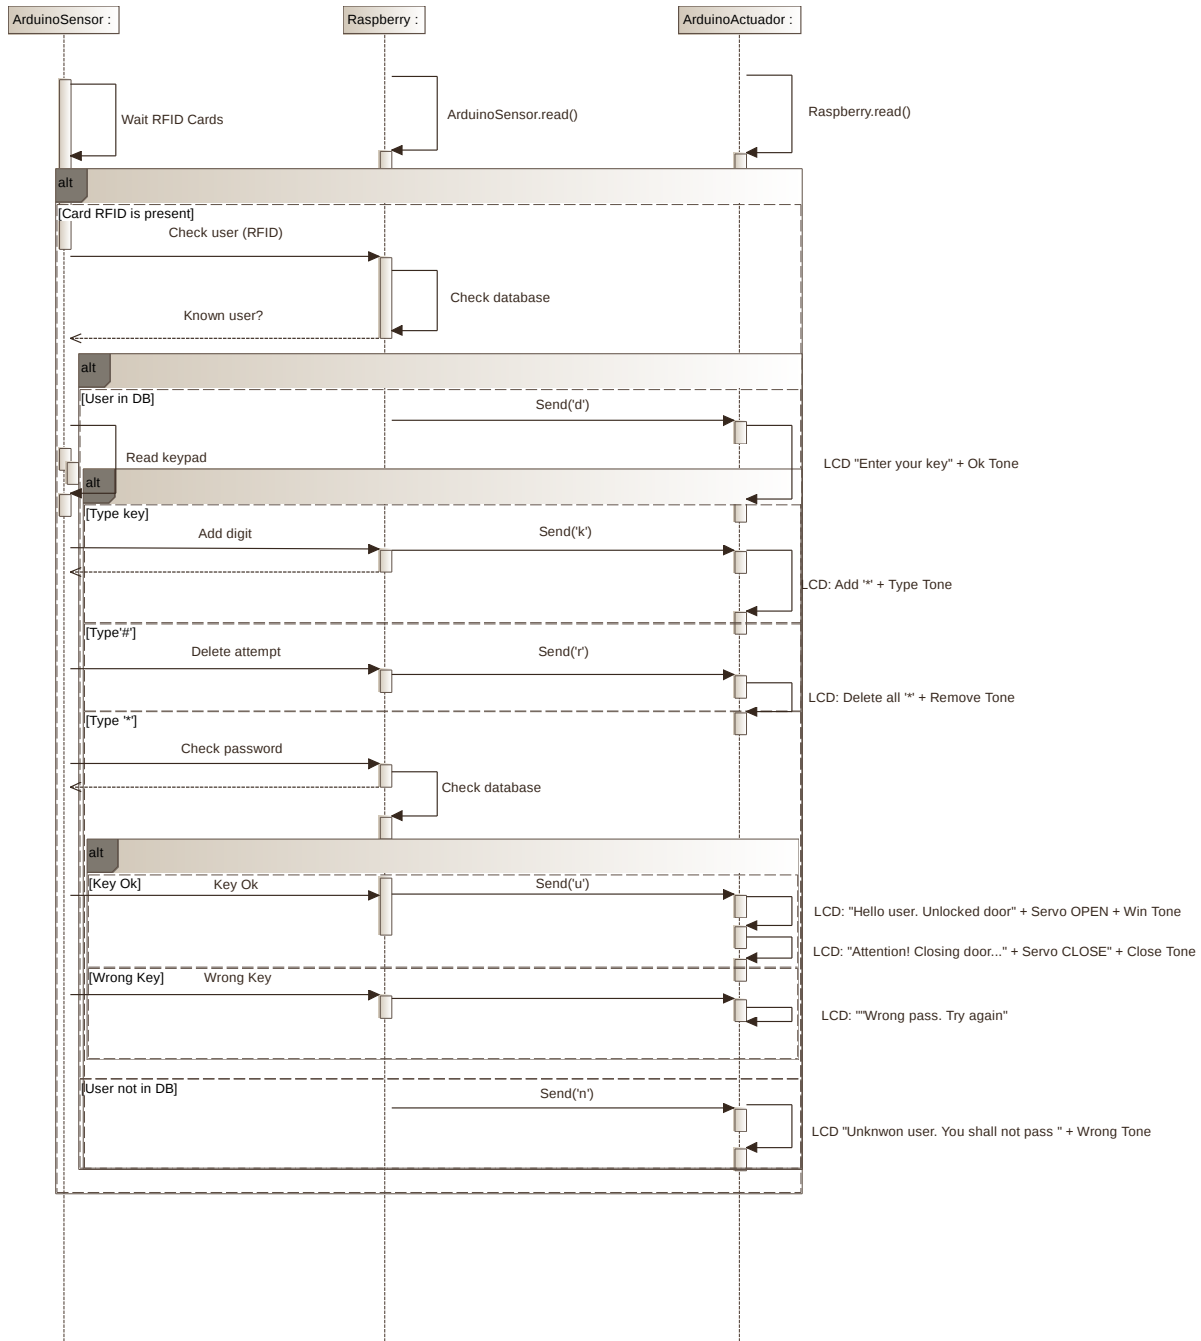 ArduinoSensor :
Raspberry :
ArduinoActuador :
Wait RFID Cards
ArduinoSensor.read()
Raspberry.read()
alt
[Card RFID is present]
Check user (RFID)
Check database
Known user?
alt
[User in DB]
Send('d')
Read keypad
LCD "Enter your key" + Ok Tone
alt
[Type key]
Add digit
Send('k')
LCD: Add '*' + Type Tone
[Type'#']
Delete attempt
Send('r')
LCD: Delete all '*' + Remove Tone
[Type '*']
Check password
Check database
alt
[Key Ok]
Key Ok
Send('u')
LCD: "Hello user. Unlocked door" + Servo OPEN + Win Tone
LCD: "Attention! Closing door..." + Servo CLOSE" + Close Tone
[Wrong Key]
Wrong Key
LCD: ""Wrong pass. Try again"
[User not in DB]
Send('n')
LCD "Unknwon user. You shall not pass " + Wrong Tone